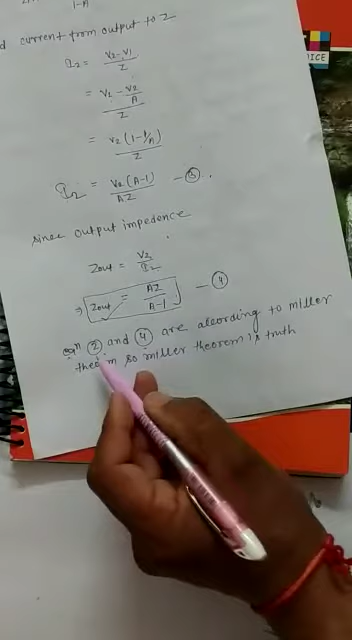 1-A
d current from output to Z
I2 = V2-V1/Z
= V2 - V2/A / Z
= V2(1-1/A)/Z
I2 = V2(A-1)/AZ — 3.
since output impedence
Zout = V2/I2
⇒ Zout = AZ/A-1 — 4
eqn 2 and 4 are according to miller
theorem so miller theorem is truth
OICE